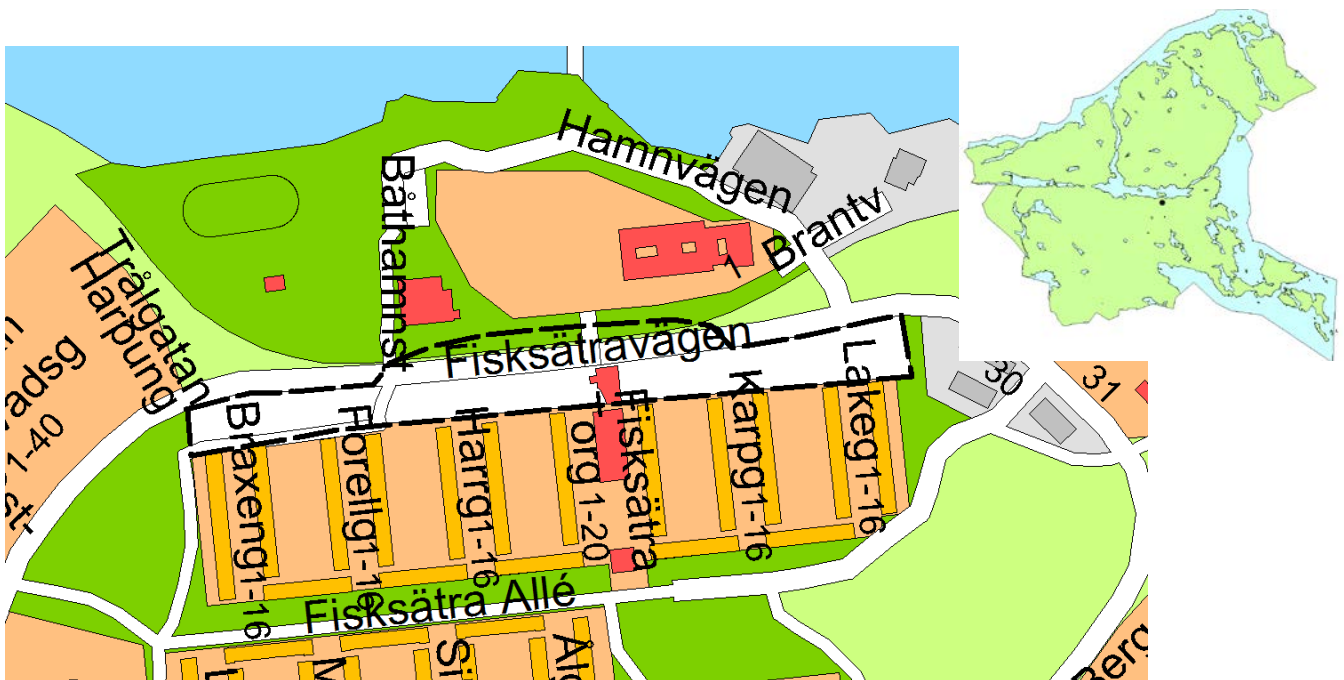 Hamnvägen
Båthamnst
Brantv
1
Trålgatan
Harpung
vadsg
1-40
st-
Fisksätravägen
30
31
Braxeng1-16
Forellg1-16
Harrg1-16
Fisksätra
Torg 1-20
Karpg1-16
Lakeg1-16
Fisksätra Allé
Berg